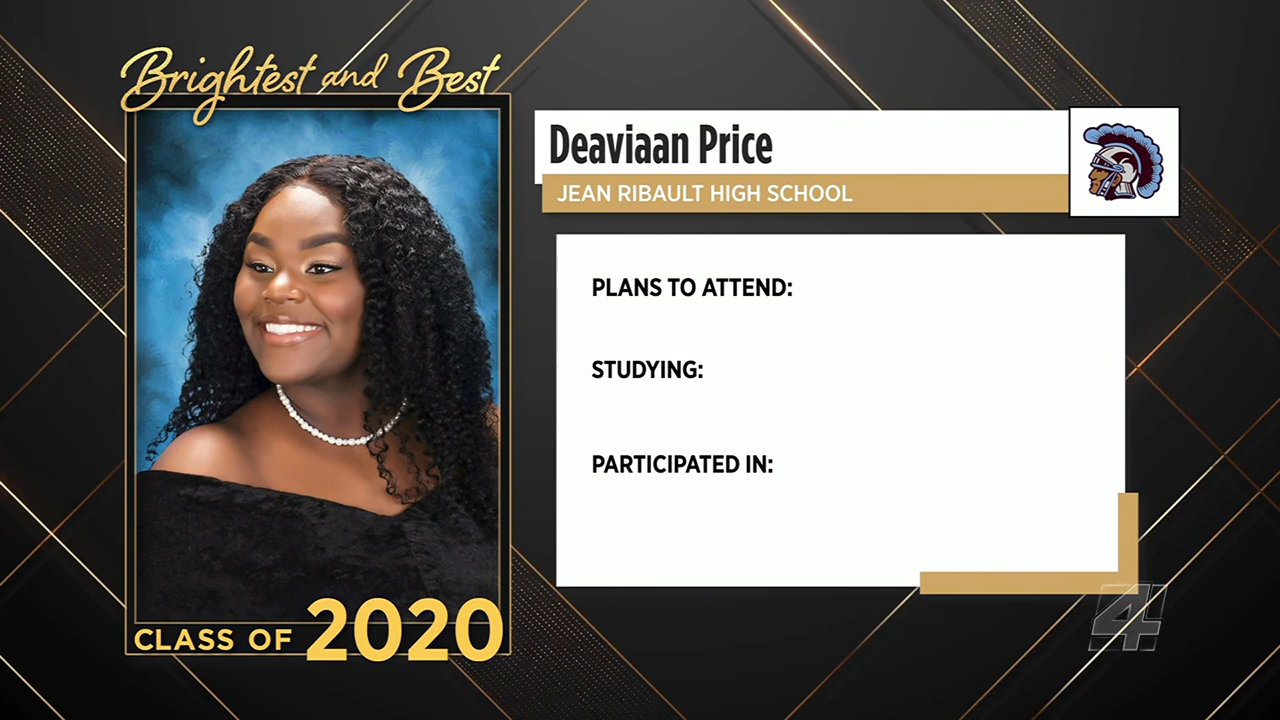 Brightest and Best
Deaviaan Price
JEAN RIBAULT HIGH SCHOOL
PLANS TO ATTEND:
STUDYING:
PARTICIPATED IN:
CLASS OF 2020
4